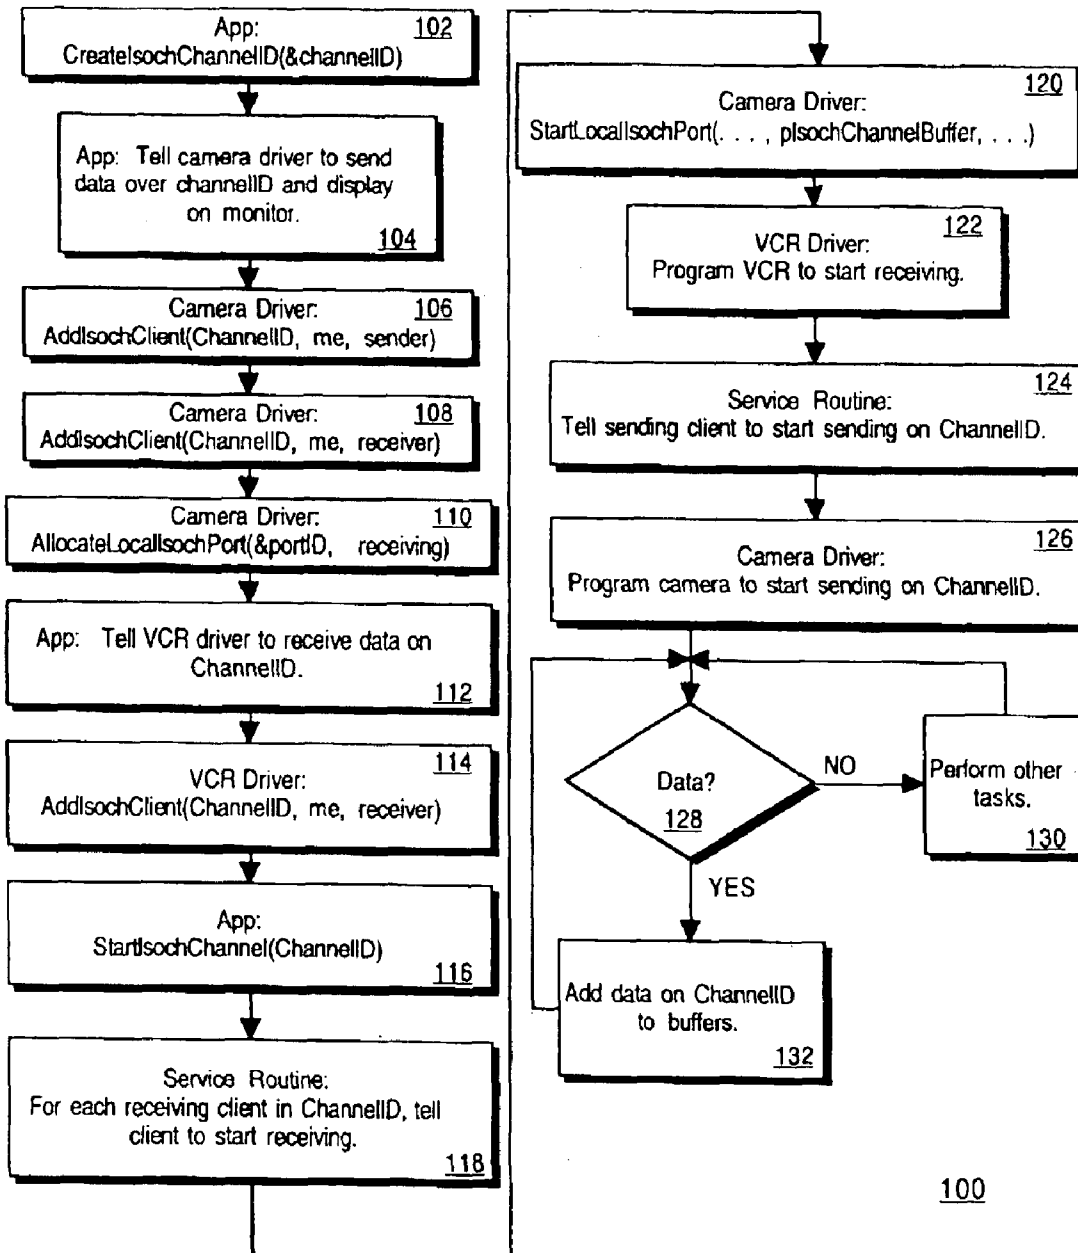 App: 102
CreateIsochChannelID(&channelID)
App: Tell camera driver to send
data over channelID and display
on monitor.
104
Camera Driver: 106
AddIsochClient(ChannelID, me, sender)
Camera Driver: 108
AddIsochClient(ChannelID, me, receiver)
Camera Driver: 110
AllocateLocalIsochPort(&portID, receiving)
App: Tell VCR driver to receive data on
ChannelID.
112
VCR Driver: 114
AddIsochClient(ChannelID, me, receiver)
App:
StartIsochChannel(ChannelID)
116
Service Routine:
For each receiving client in ChannelID, tell
client to start receiving.
118
120
Camera Driver:
StartLocalIsochPort(. . . , pIsochChannelBuffer, . . .)
122
VCR Driver:
Program VCR to start receiving.
124
Service Routine:
Tell sending client to start sending on ChannelID.
126
Camera Driver:
Program camera to start sending on ChannelID.
Data?
128
NO
Perform other
tasks.
130
YES
Add data on ChannelID
to buffers.
132
100